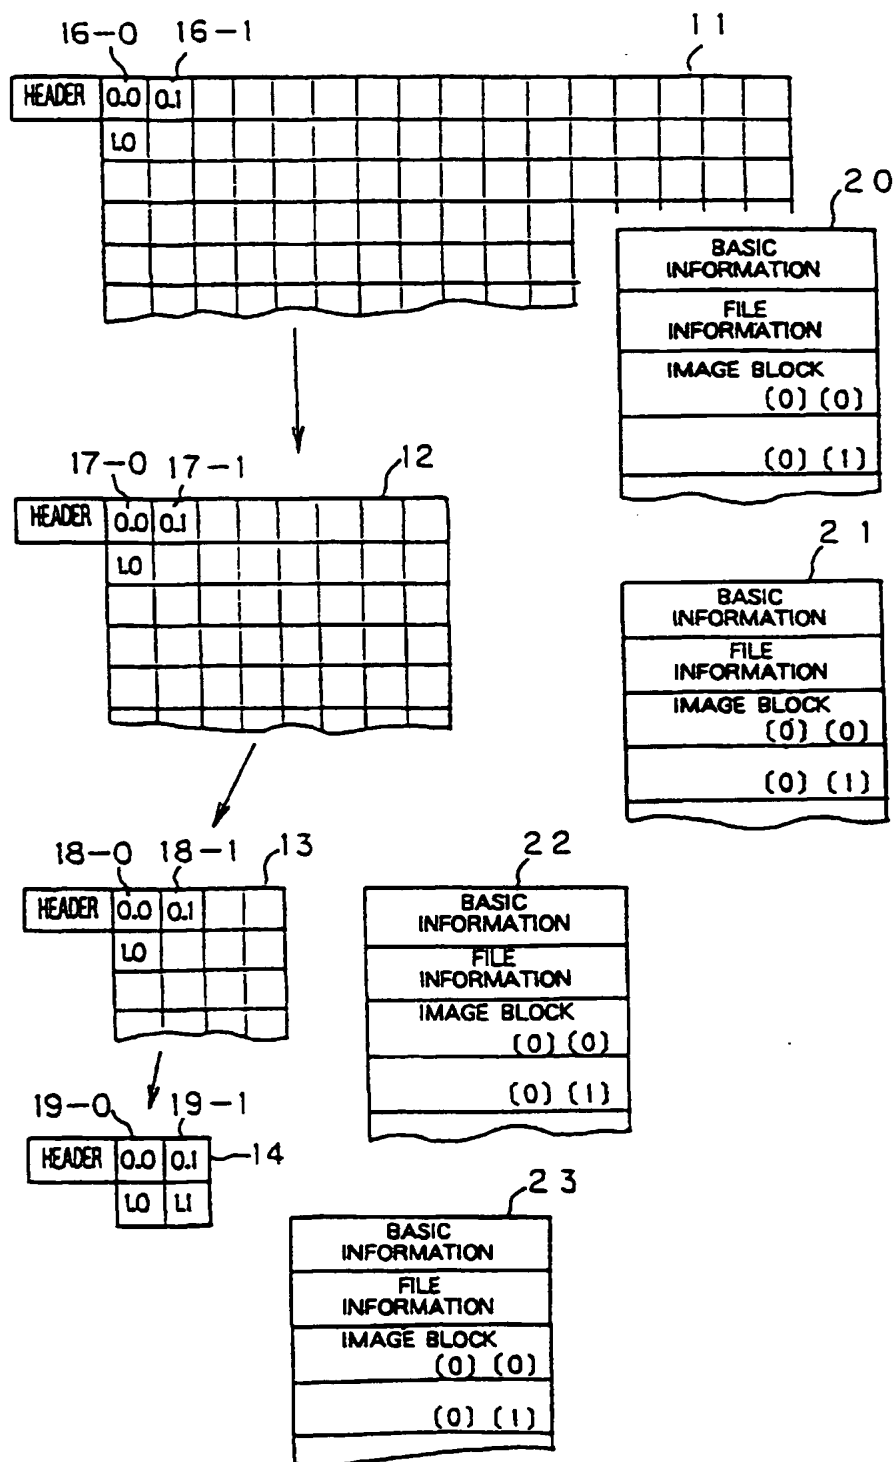 16-0 16-1 11
HEADER 0.0 0.1
1.0
20
BASIC
INFORMATION
FILE
INFORMATION
IMAGE BLOCK
(0) (0)
(0) (1)
17-0 17-1 12
HEADER 0.0 0.1
1.0
21
BASIC
INFORMATION
FILE
INFORMATION
IMAGE BLOCK
(0) (0)
(0) (1)
18-0 18-1 13
HEADER 0.0 0.1
1.0
22
BASIC
INFORMATION
FILE
INFORMATION
IMAGE BLOCK
(0) (0)
(0) (1)
19-0 19-1
HEADER 0.0 0.1 14
1.0 1.1
23
BASIC
INFORMATION
FILE
INFORMATION
IMAGE BLOCK
(0) (0)
(0) (1)